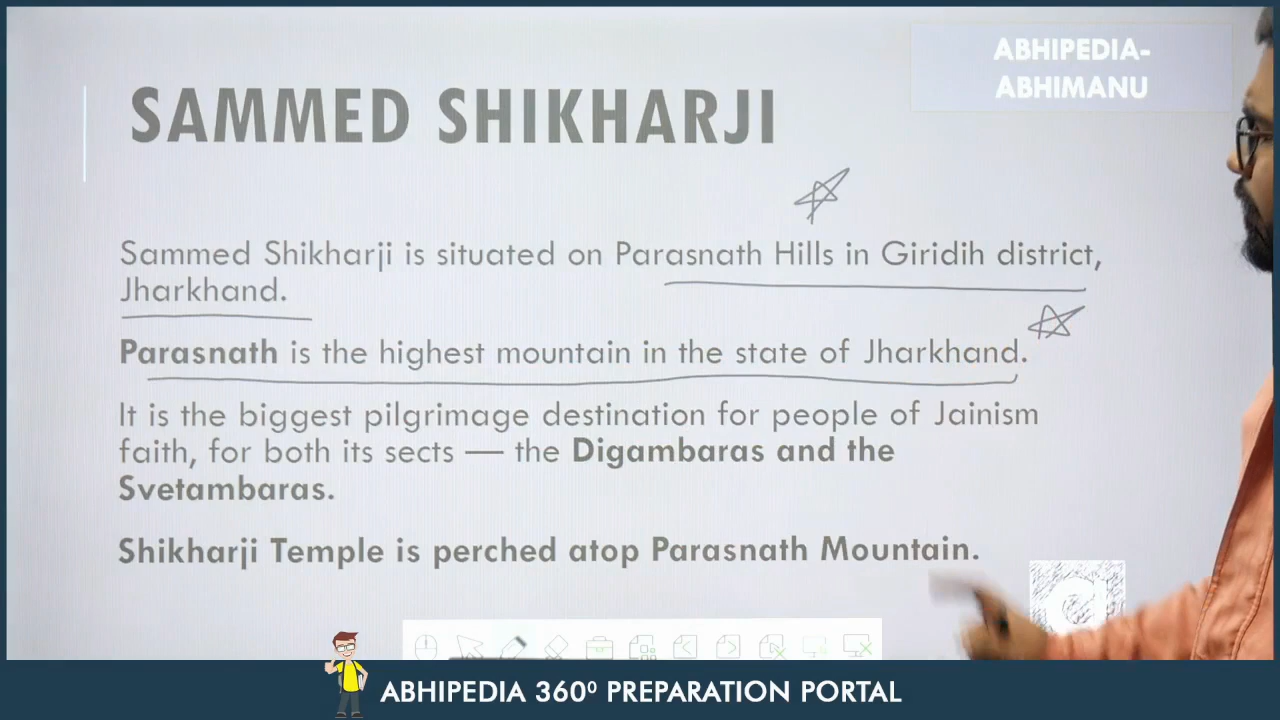 ABHIPEDIA-
ABHIMANU
SAMMED SHIKHARJI
Sammed Shikharji is situated on Parasnath Hills in Giridih district,
Jharkhand.
Parasnath is the highest mountain in the state of Jharkhand.
It is the biggest pilgrimage destination for people of Jainism
faith, for both its sects — the Digambaras and the
Svetambaras.
Shikharji Temple is perched atop Parasnath Mountain.
ABHIPEDIA 360⁰ PREPARATION PORTAL